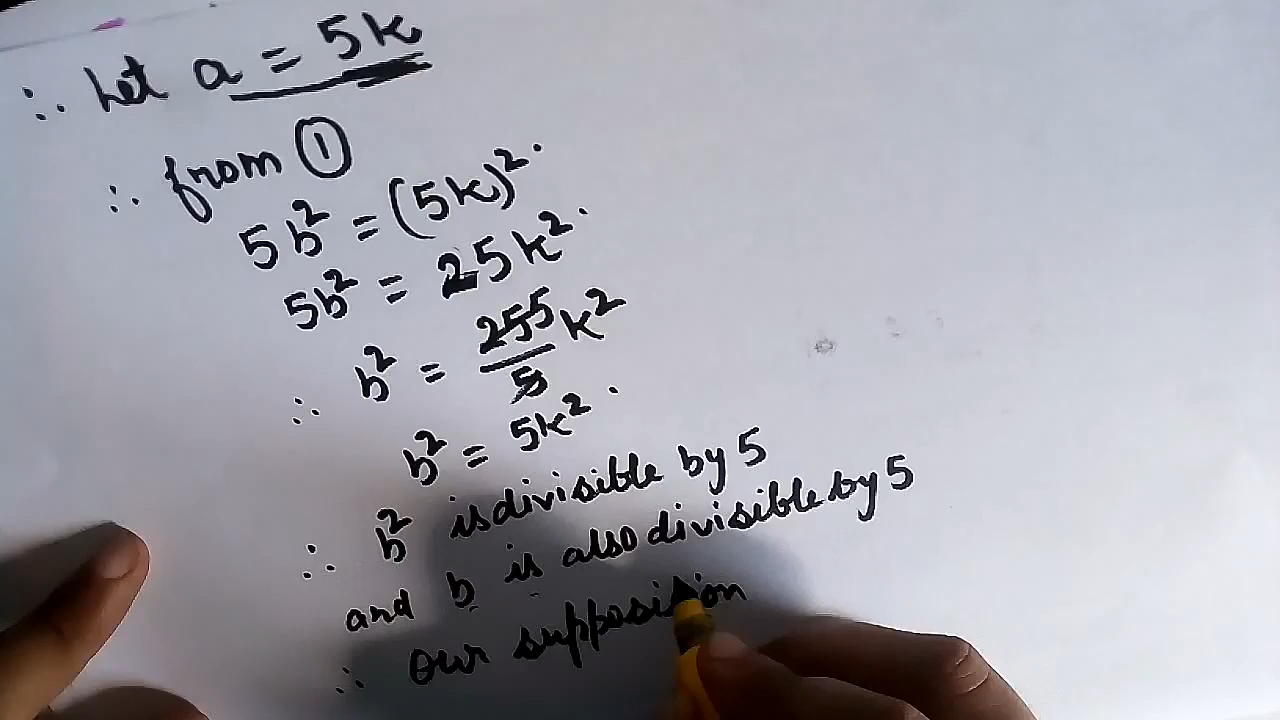 ∴ Let a = 5k
∴ from ①
5b² = (5k)².
5b² = 25k².
∴ b² = 255/5 k²
b² = 5k².
∴ b² is divisible by 5
and b is also divisible by 5
∴ Our supposition